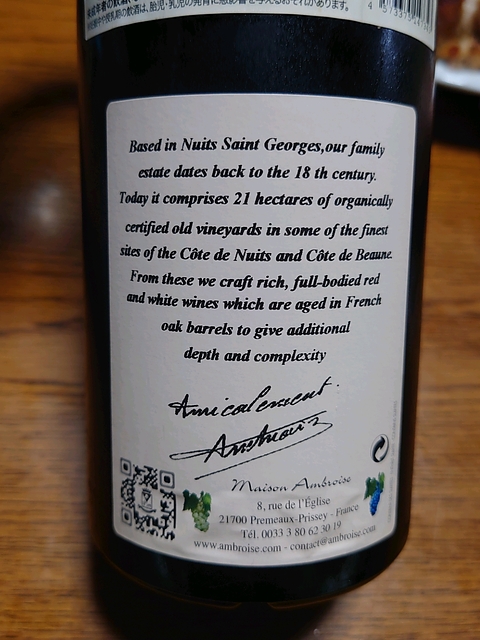 4 573375
Based in Nuits Saint Georges,our family
estate dates back to the 18 th century.
Today it comprises 21 hectares of organically
certified old vineyards in some of the finest
sites of the Côte de Nuits and Côte de Beaune.
From these we craft rich, full-bodied red
and white wines which are aged in French
oak barrels to give additional
depth and complexity
Amicalement.
Maison Ambroise
8, rue de l'Église
21700 Premeaux-Prissey - France
Tél. 0033 3 80 62 30 19
www.ambroise.com - contact@ambroise.com